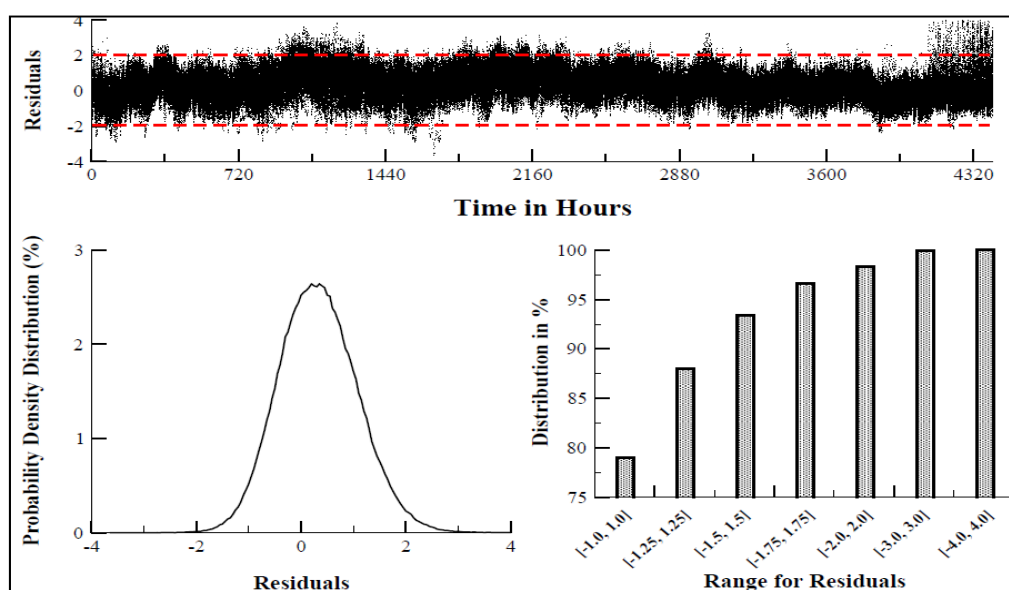 4
2
0
-2
-4
Residuals
0 720 1440 2160 2880 3600 4320
Time in Hours
3
2
1
0
Probability Density Distribution (%)
-4 -2 0 2 4
Residuals
100
95
90
85
80
75
Distribution in %
|-1.0, 1.0| |-1.25, 1.25| |-1.5, 1.5| |-1.75, 1.75| |-2.0, 2.0| |-3.0, 3.0| |-4.0, 4.0|
Range for Residuals